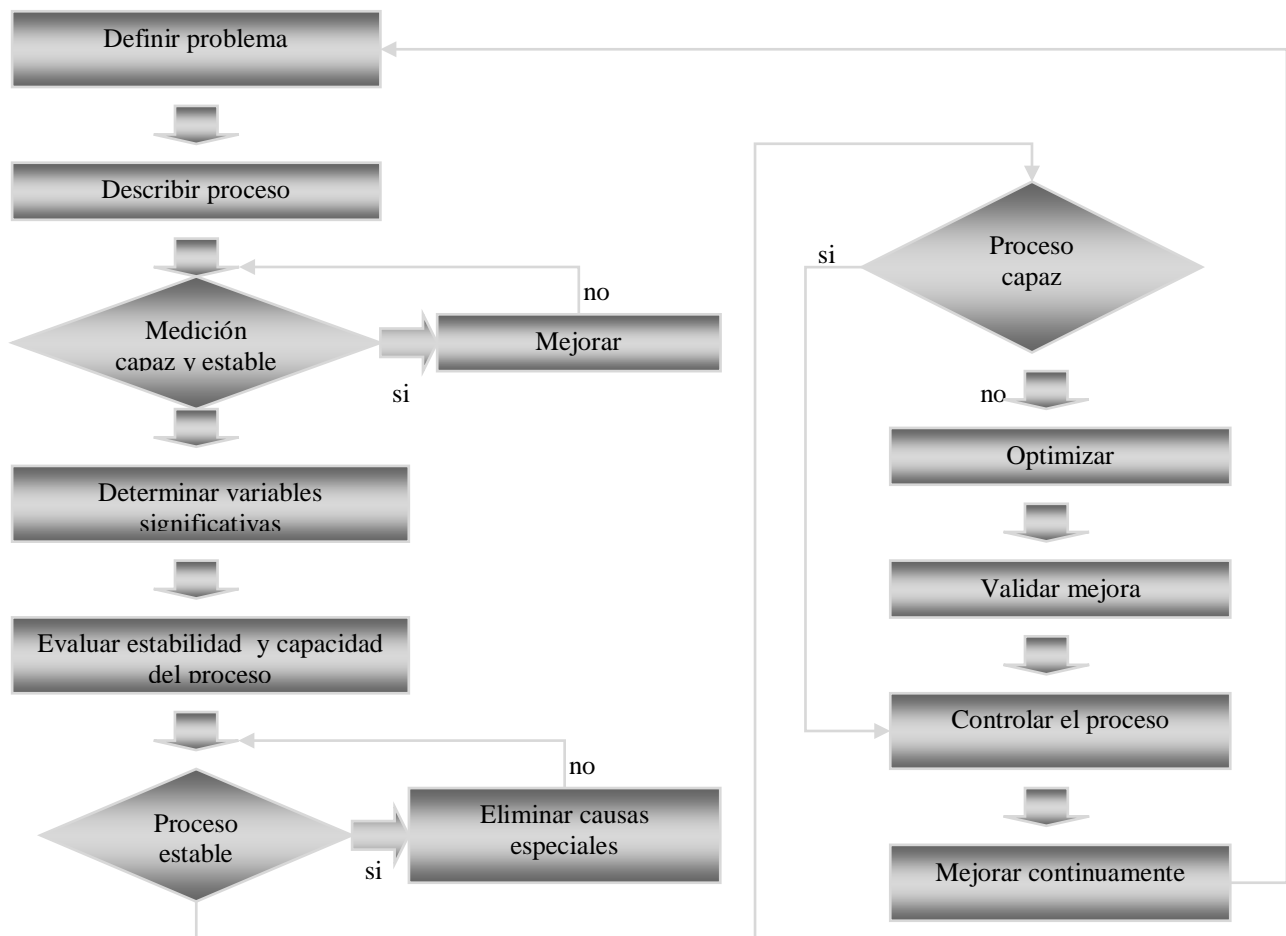 Definir problema
Describir proceso
no
Medición
capaz y estable
Mejorar
si
Determinar variables
significativas
Evaluar estabilidad y capacidad
del proceso
no
Proceso
estable
Eliminar causas
especiales
si
Proceso
capaz
si
no
Optimizar
Validar mejora
Controlar el proceso
Mejorar continuamente